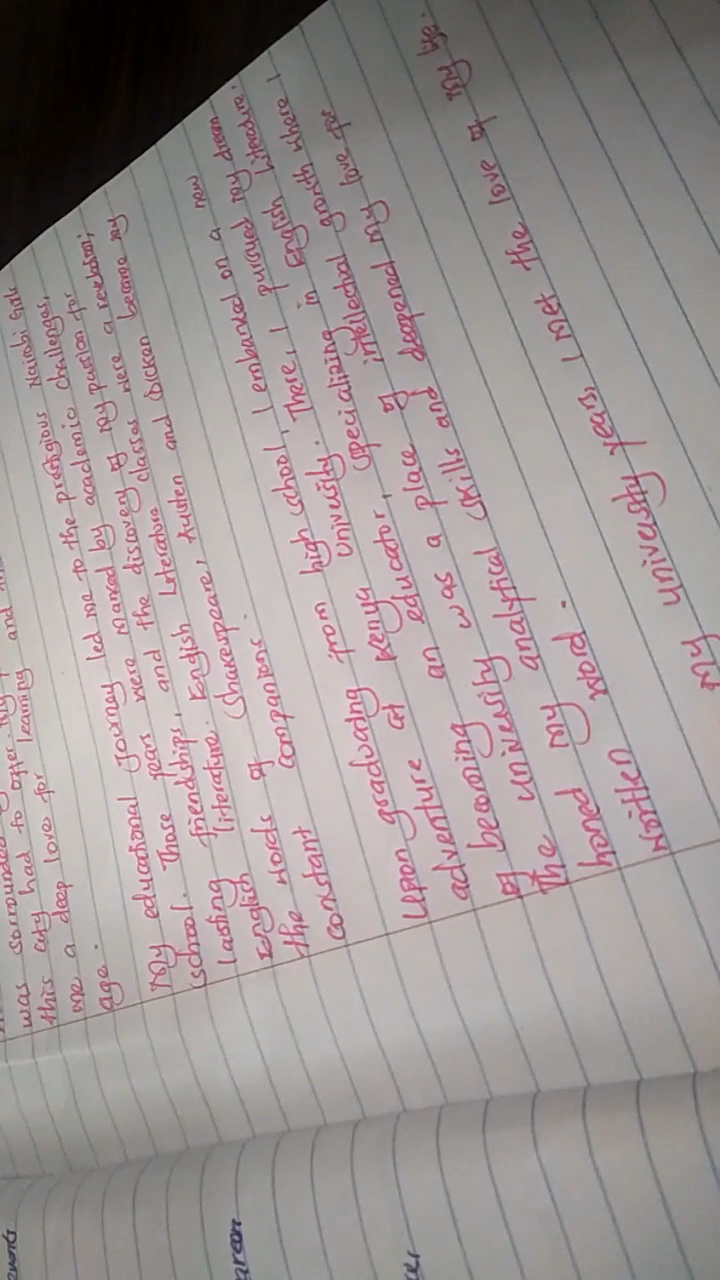 was sorrounded
this city had to offer my
me a deep love for learning and
age.
My educational Journey led me to the prestigious Nairobi Girls
school. Those years were marked by academic challenges,
lasting friendships, and the discovery of my passion for
English literature. English Literature classes were a revelation;
the words of Shakespeare, Austen and Dicken became my
constant companions.
Upon graduating from high school, I embarked on a new
adventure at Kenya University. There, I pursued my dream
of becoming an educator, specializing in English Literature.
The university was a place of intellectual growth where I
honed my analytical skills and deepened my love for
written word.
My university years, I met the love of my life.